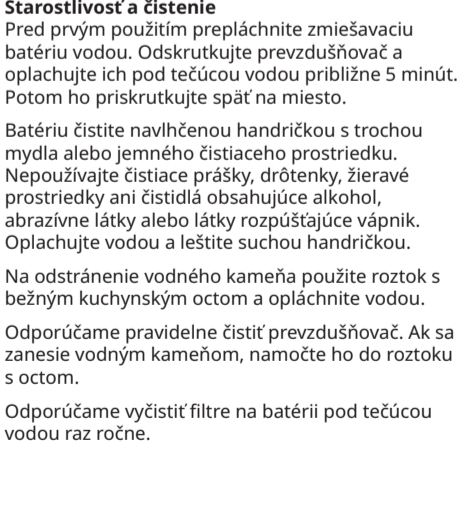 Starostlivosť a čistenie
Pred prvým použitím prepláchnite zmiešavaciu
batériu vodou. Odskrutkujte prevzdušňovač a
oplachujte ich pod tečúcou vodou približne 5 minút.
Potom ho priskrutkujte späť na miesto.
Batériu čistite navlhčenou handričkou s trochou
mydla alebo jemného čistiaceho prostriedku.
Nepoužívajte čistiace prášky, drôtenky, žieravé
prostriedky ani čistidlá obsahujúce alkohol,
abrazívne látky alebo látky rozpúšťajúce vápnik.
Oplachujte vodou a leštite suchou handričkou.
Na odstránenie vodného kameňa použite roztok s
bežným kuchynským octom a opláchnite vodou.
Odporúčame pravidelne čistiť prevzdušňovač. Ak sa
zanesie vodným kameňom, namočte ho do roztoku
s octom.
Odporúčame vyčistiť filtre na batérii pod tečúcou
vodou raz ročne.